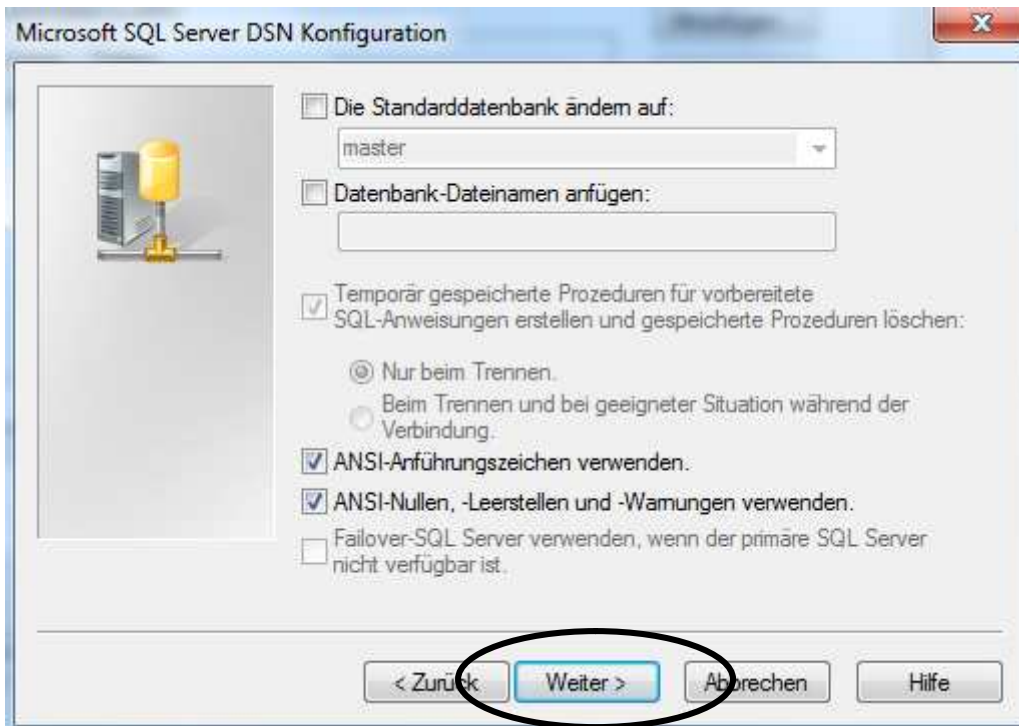 Microsoft SQL Server DSN Konfiguration
Die Standarddatenbank ändern auf:
master
Datenbank-Dateinamen anfügen:
Temporär gespeicherte Prozeduren für vorbereitete
SQL-Anweisungen erstellen und gespeicherte Prozeduren löschen:
Nur beim Trennen.
Beim Trennen und bei geeigneter Situation während der
Verbindung.
ANSI-Anführungszeichen verwenden.
ANSI-Nullen, -Leerstellen und -Warnungen verwenden.
Failover-SQL Server verwenden, wenn der primäre SQL Server
nicht verfügbar ist.
< Zurück Weiter > Abbrechen Hilfe